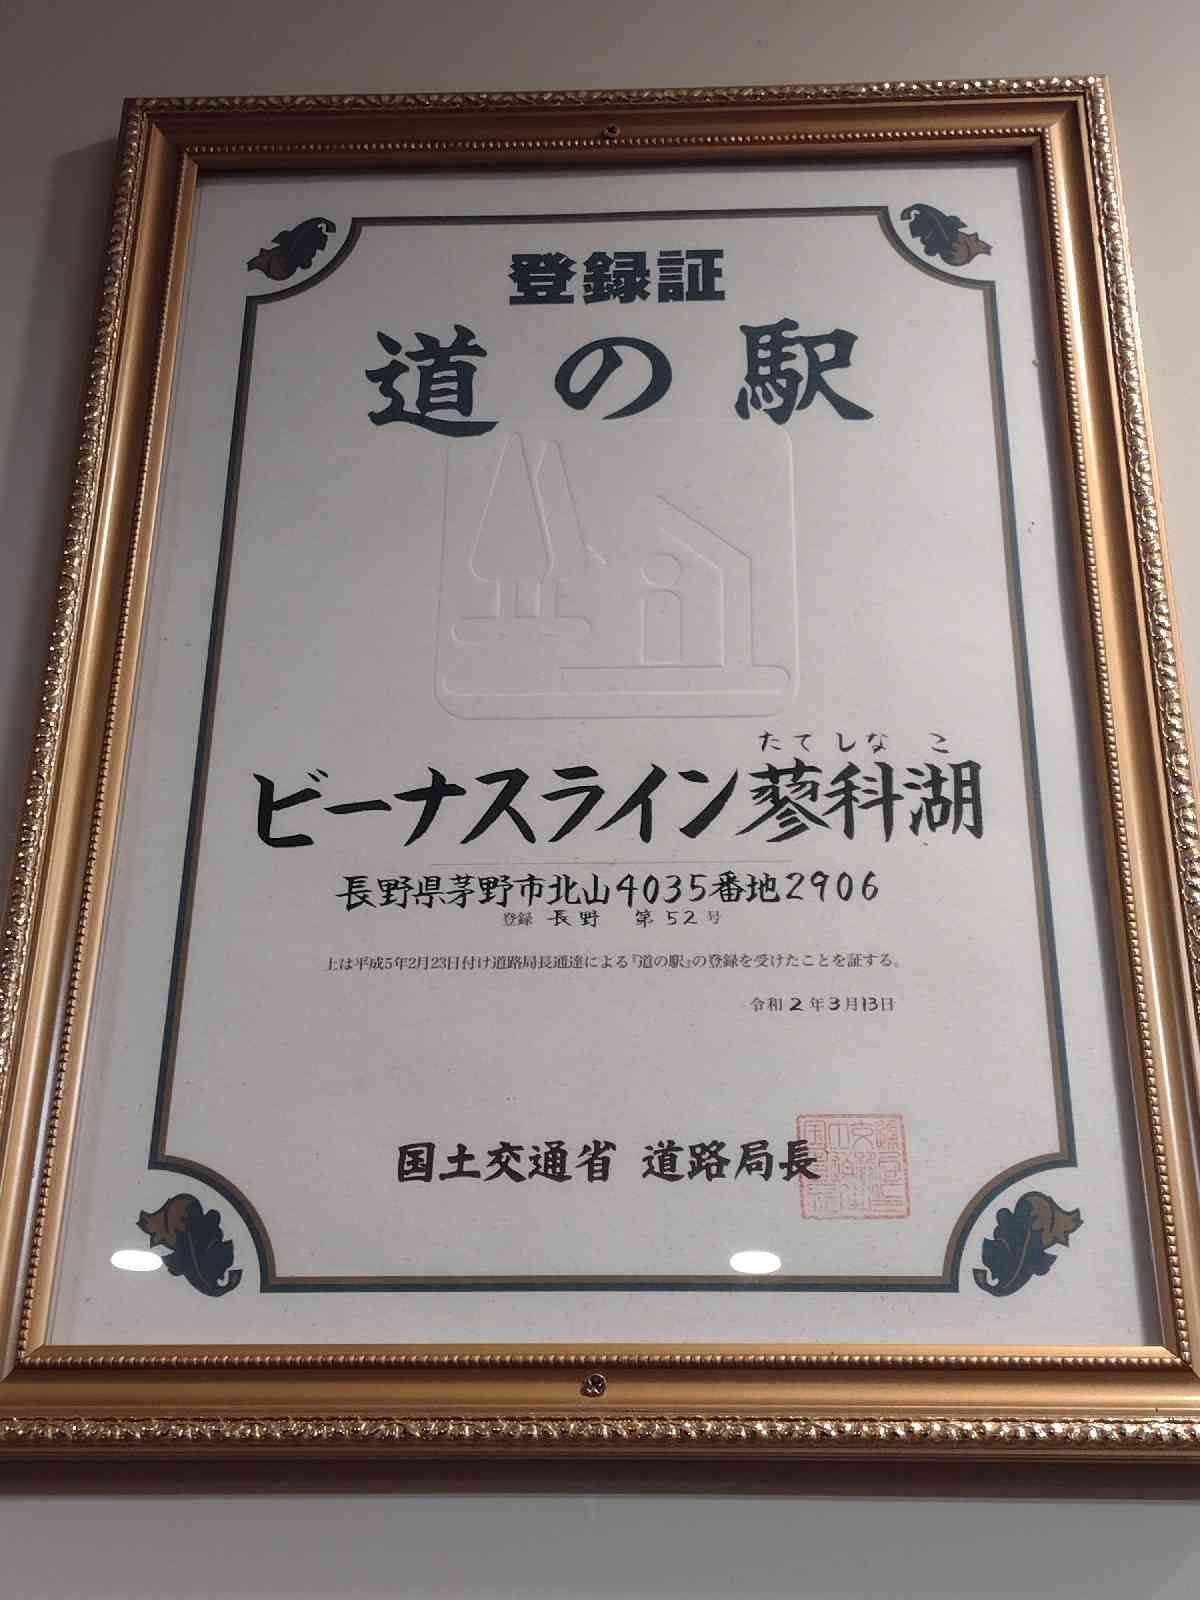 登録証
道の駅
たてしなこ
ビーナスライン蓼科湖
長野県茅野市北山4035番地2906
登録 長野 第52号
上は平成5年2月23日付け道路局長通達による『道の駅』の登録を受けたことを証する。
令和2年3月13日
国土交通省 道路局長